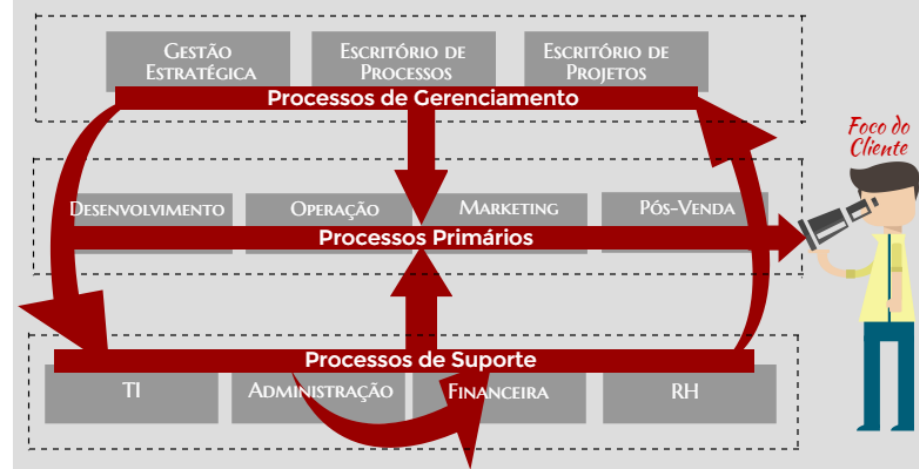 Gestão Estratégica
Escritório de Processos
Escritório de Projetos
Processos de Gerenciamento
Foco do Cliente
Desenvolvimento
Operação
Marketing
Pós-Venda
Processos Primários
Processos de Suporte
TI
Administração
Financeira
RH